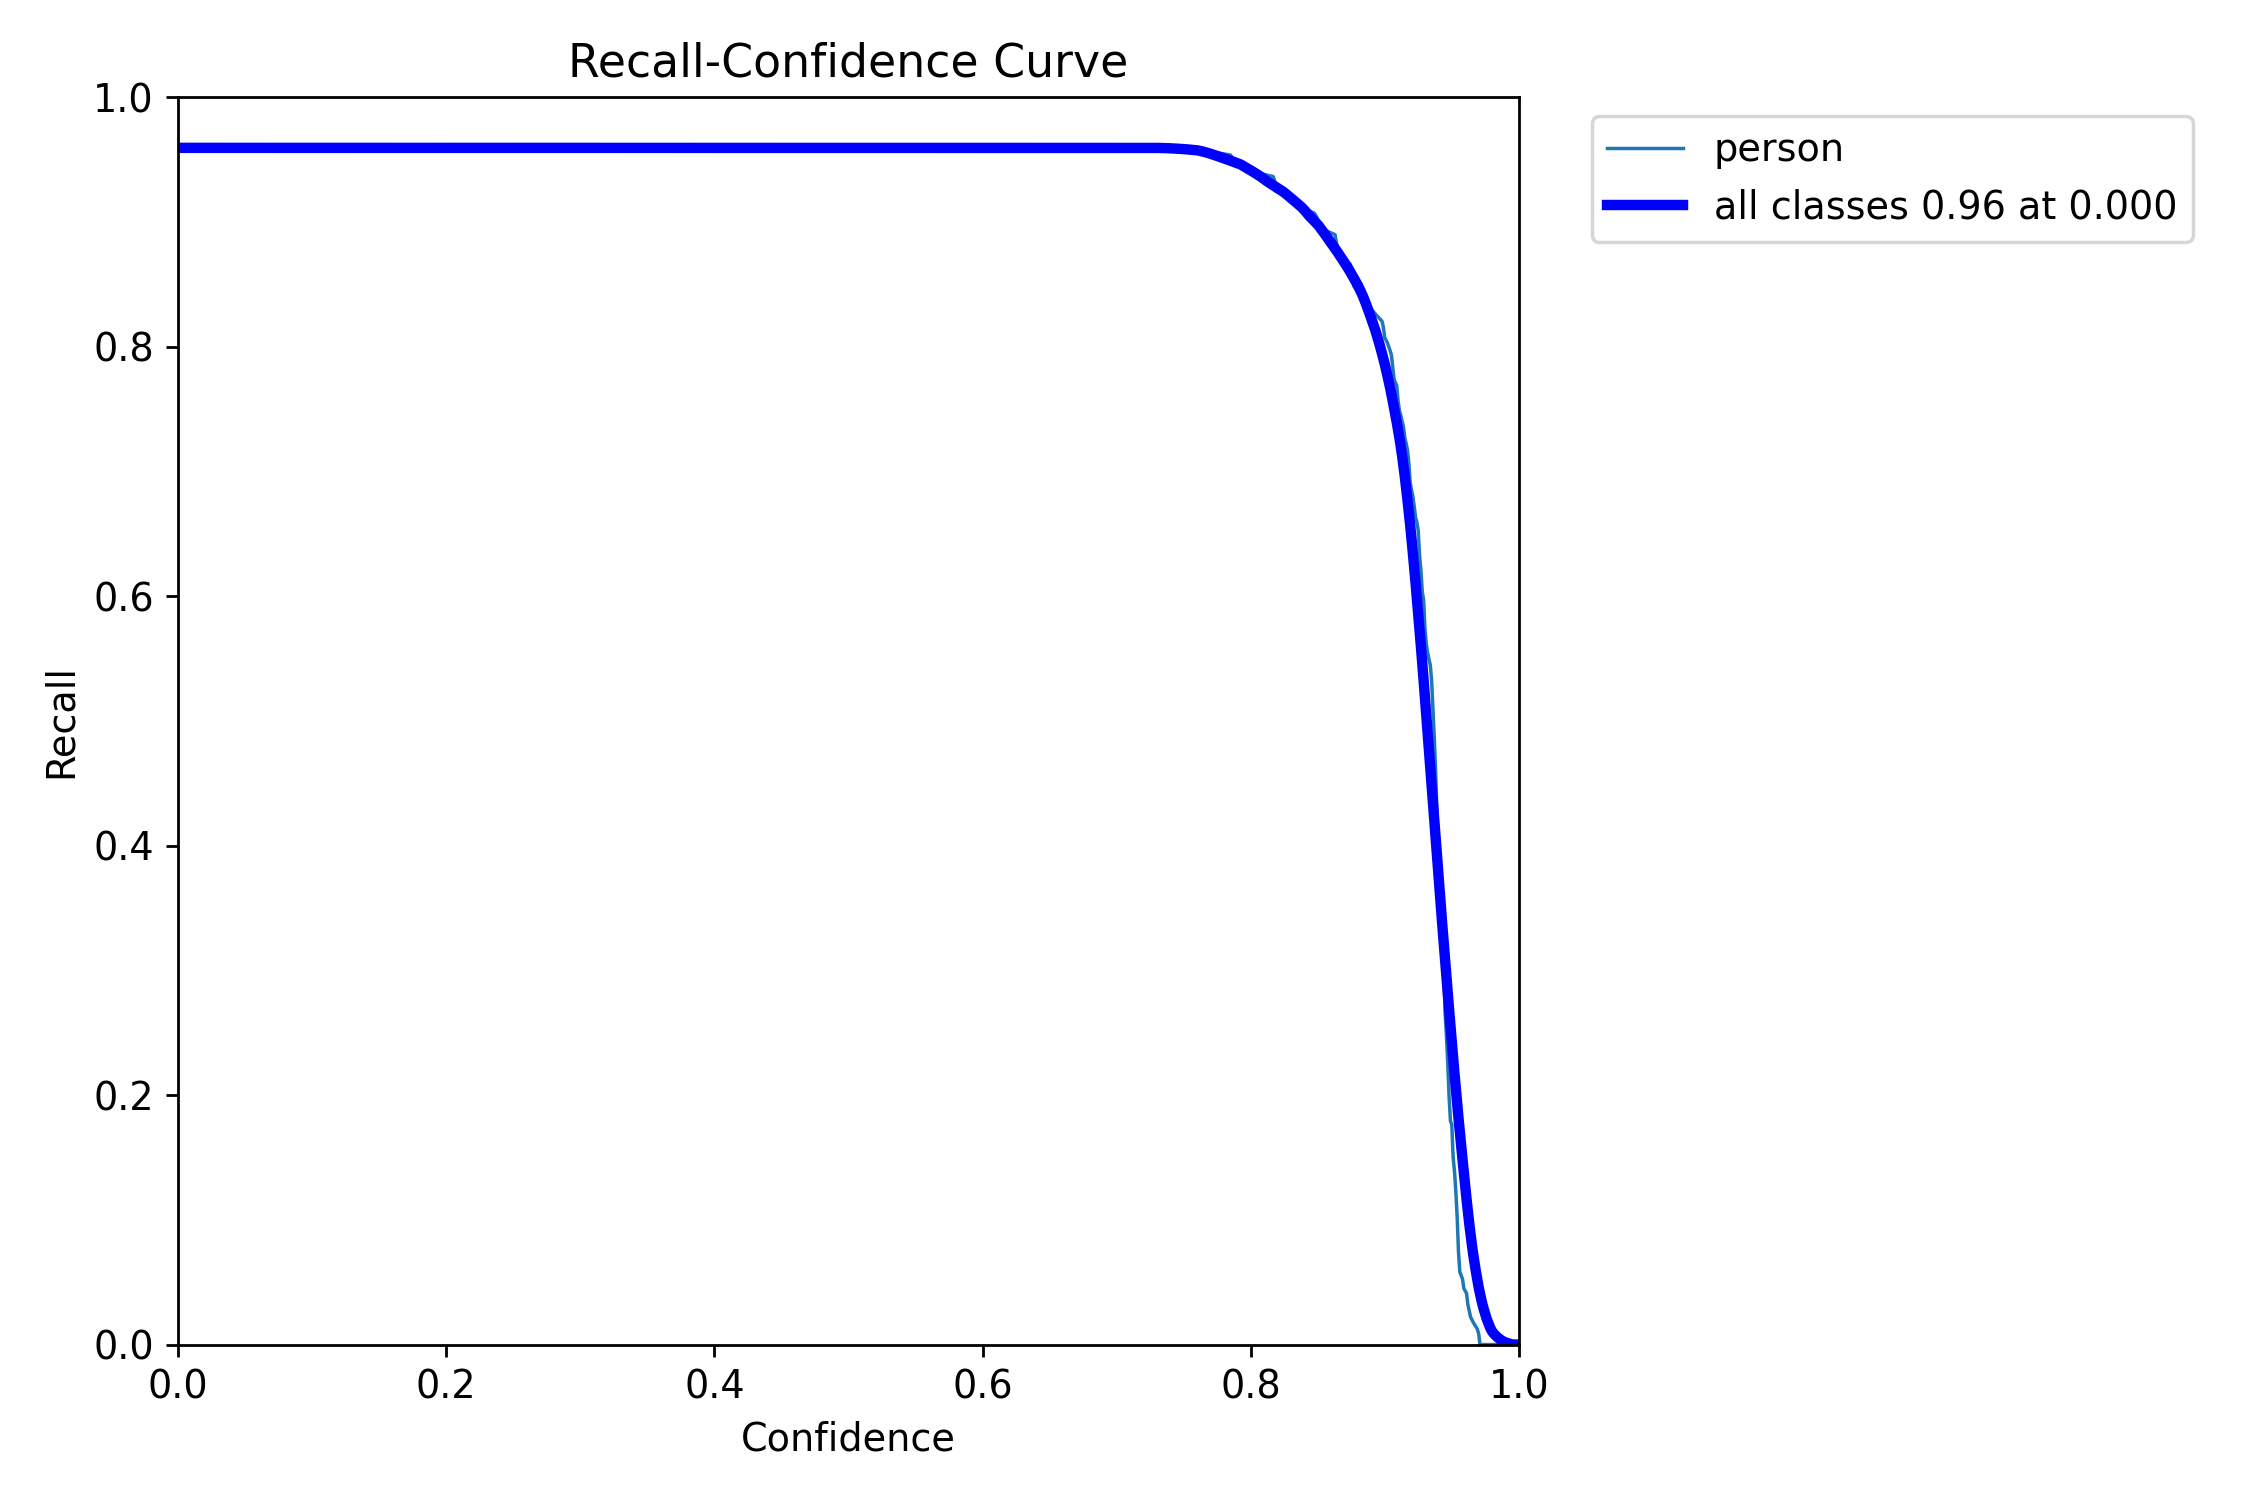 Recall-Confidence Curve
1.0
0.8
0.6
0.4
0.2
0.0
Recall
0.0 0.2 0.4 0.6 0.8 1.0
Confidence
person
all classes 0.96 at 0.000